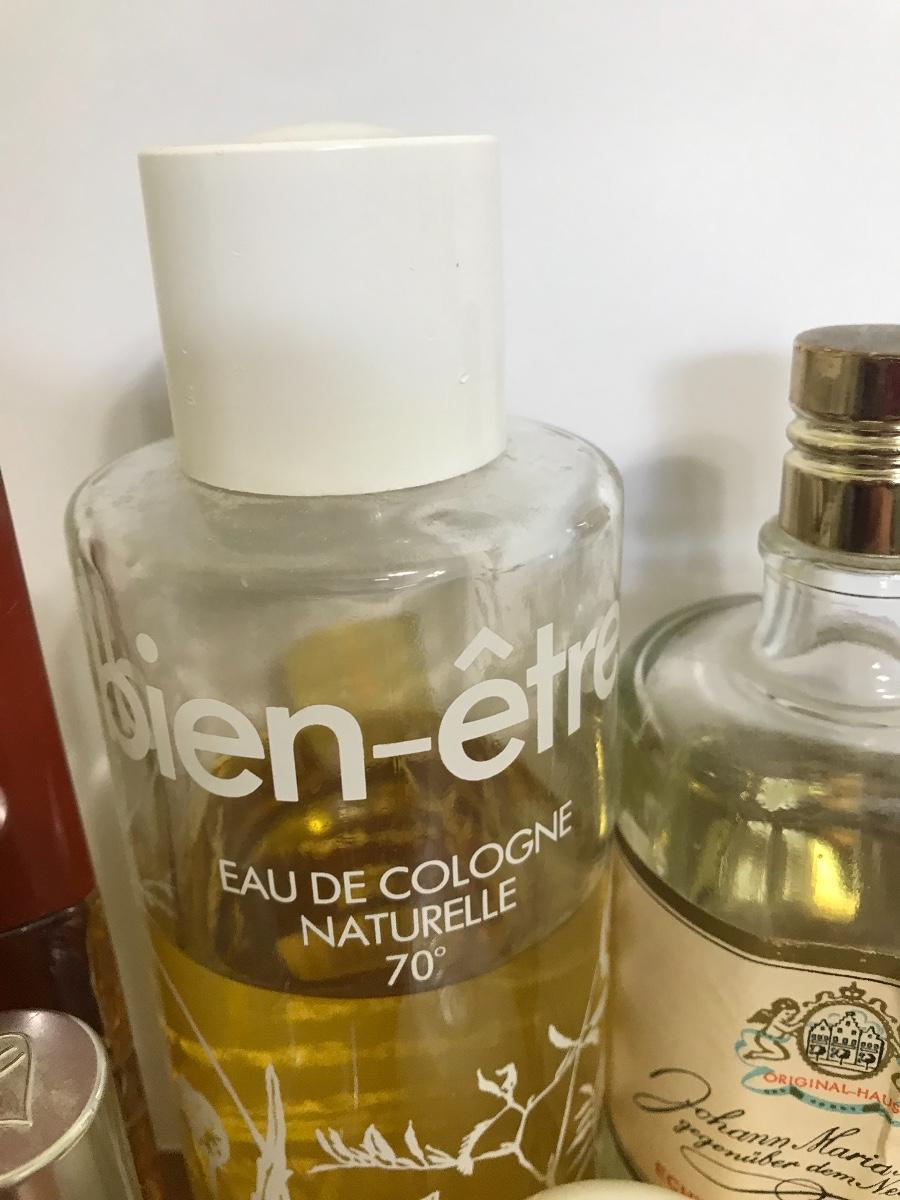 bien-être
EAU DE COLOGNE
NATURELLE
70°
ORIGINAL-HAUS
Johann Maria
gegenüber dem